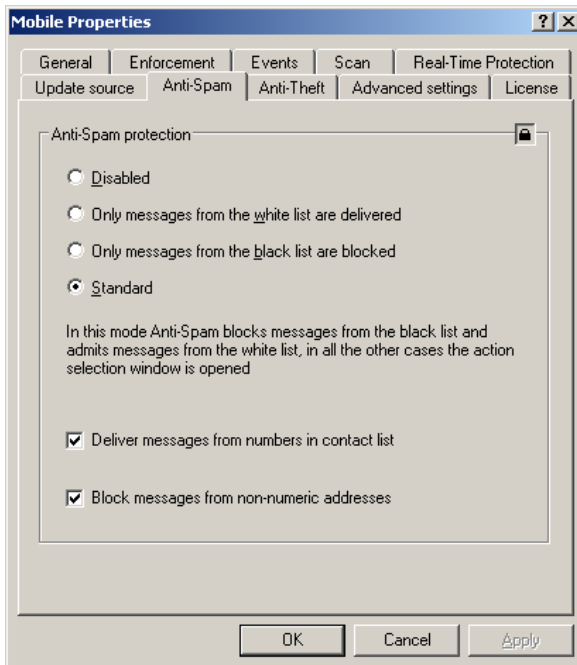 Mobile Properties
General Enforcement Events Scan Real-Time Protection
Update source Anti-Spam Anti-Theft Advanced settings License
Anti-Spam protection
Disabled
Only messages from the white list are delivered
Only messages from the black list are blocked
Standard
In this mode Anti-Spam blocks messages from the black list and
admits messages from the white list, in all the other cases the action
selection window is opened
Deliver messages from numbers in contact list
Block messages from non-numeric addresses
OK Cancel Apply